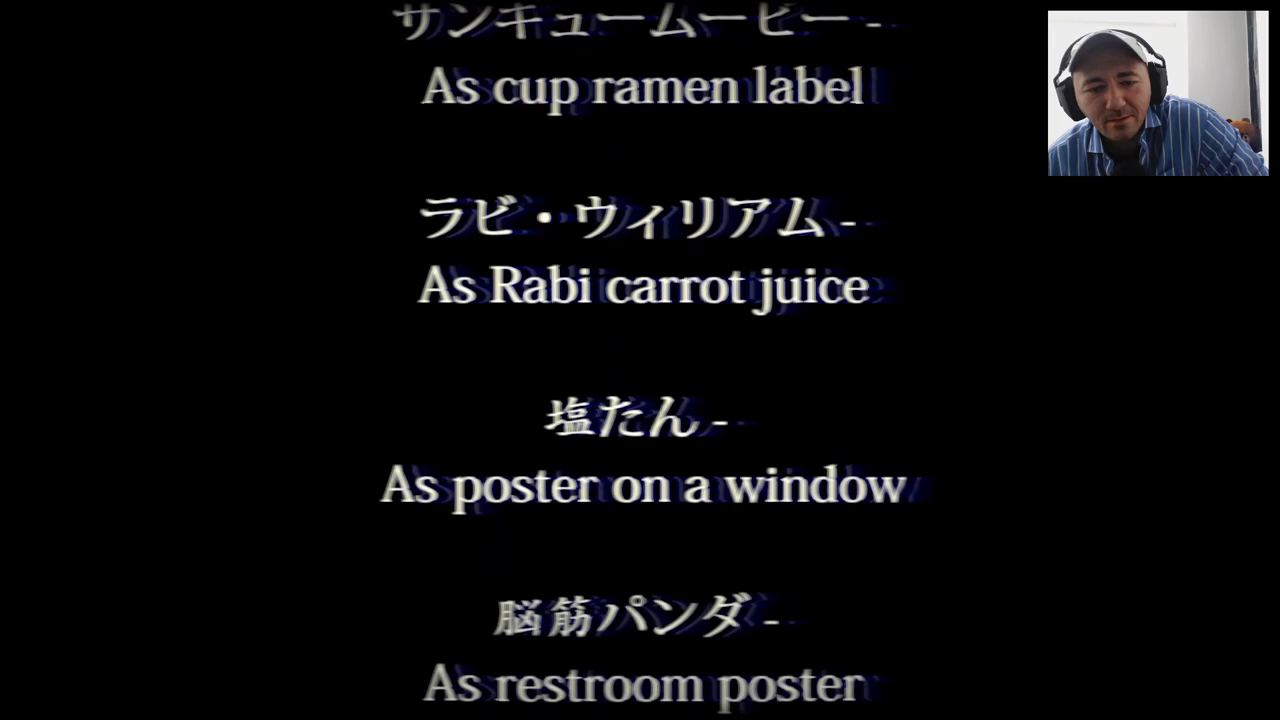 サンキュームービー -
As cup ramen label
ラビ・ウィリアム -
As Rabi carrot juice
塩たん -
As poster on a window
脳筋パンダ -
As restroom poster